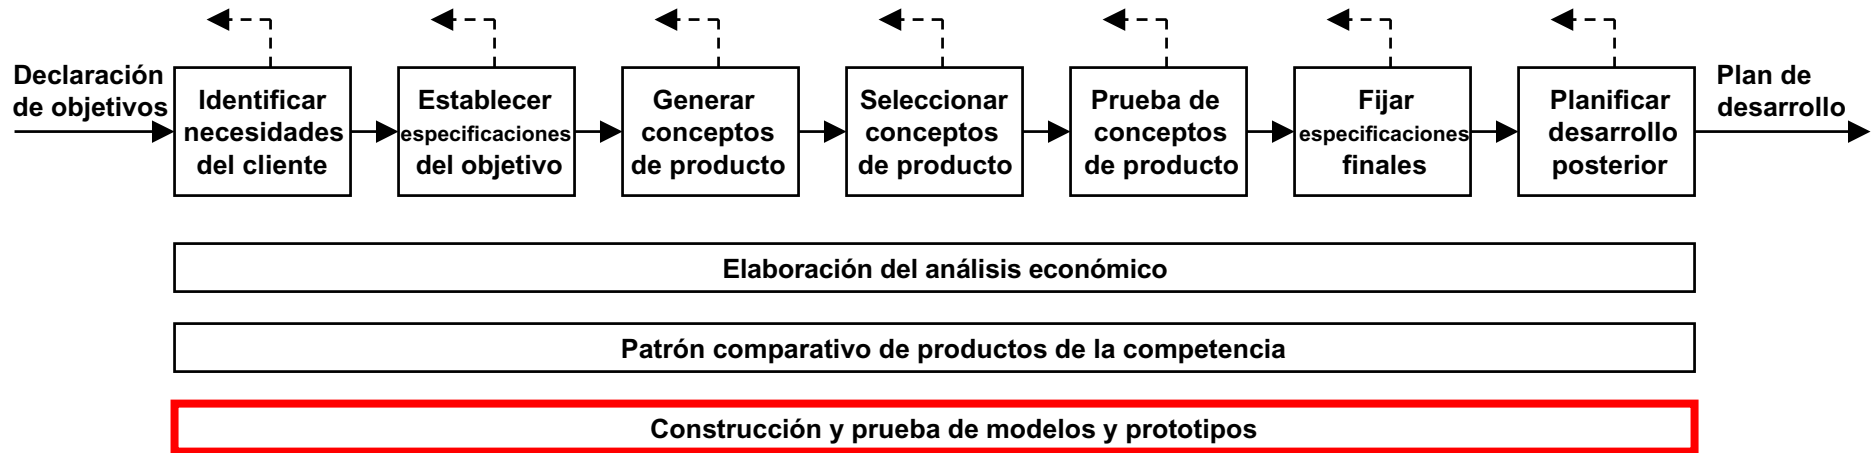 Declaración
de objetivos
Identificar
necesidades
del cliente
Establecer
especificaciones
del objetivo
Generar
conceptos
de producto
Seleccionar
conceptos
de producto
Prueba de
conceptos
de producto
Fijar
especificaciones
finales
Planificar
desarrollo
posterior
Plan de
desarrollo
Elaboración del análisis económico
Patrón comparativo de productos de la competencia
Construcción y prueba de modelos y prototipos